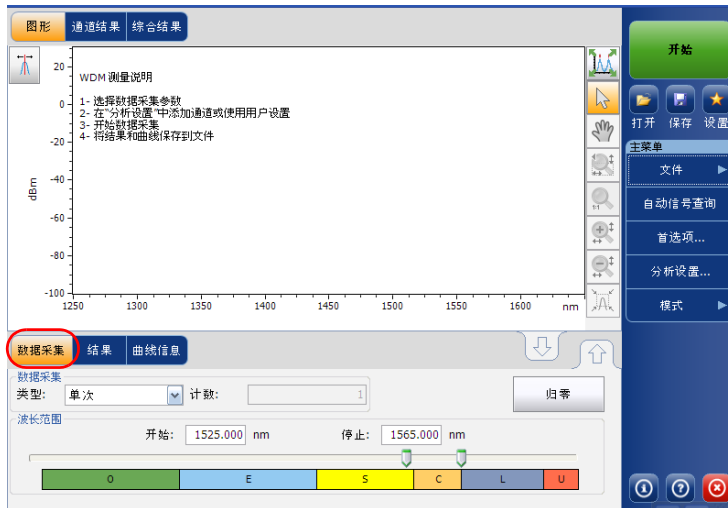 图形 通道结果 综合结果
WDM 测量说明
1- 选择数据采集参数
2- 在"分析设置"中添加通道或使用用户设置
3- 开始数据采集
4- 将结果和曲线保存到文件
20
0
-20
-40
-60
-80
-100
dBm
1250 1300 1350 1400 1450 1500 1550 1600 nm
1:1
数据采集 结果 曲线信息
数据采集
类型: 单次 计数: 1 归零
波长范围
开始: 1525.000 nm 停止: 1565.000 nm
O E S C L U
开始
打开 保存 设置
主菜单
文件
自动信号查询
首选项...
分析设置...
模式